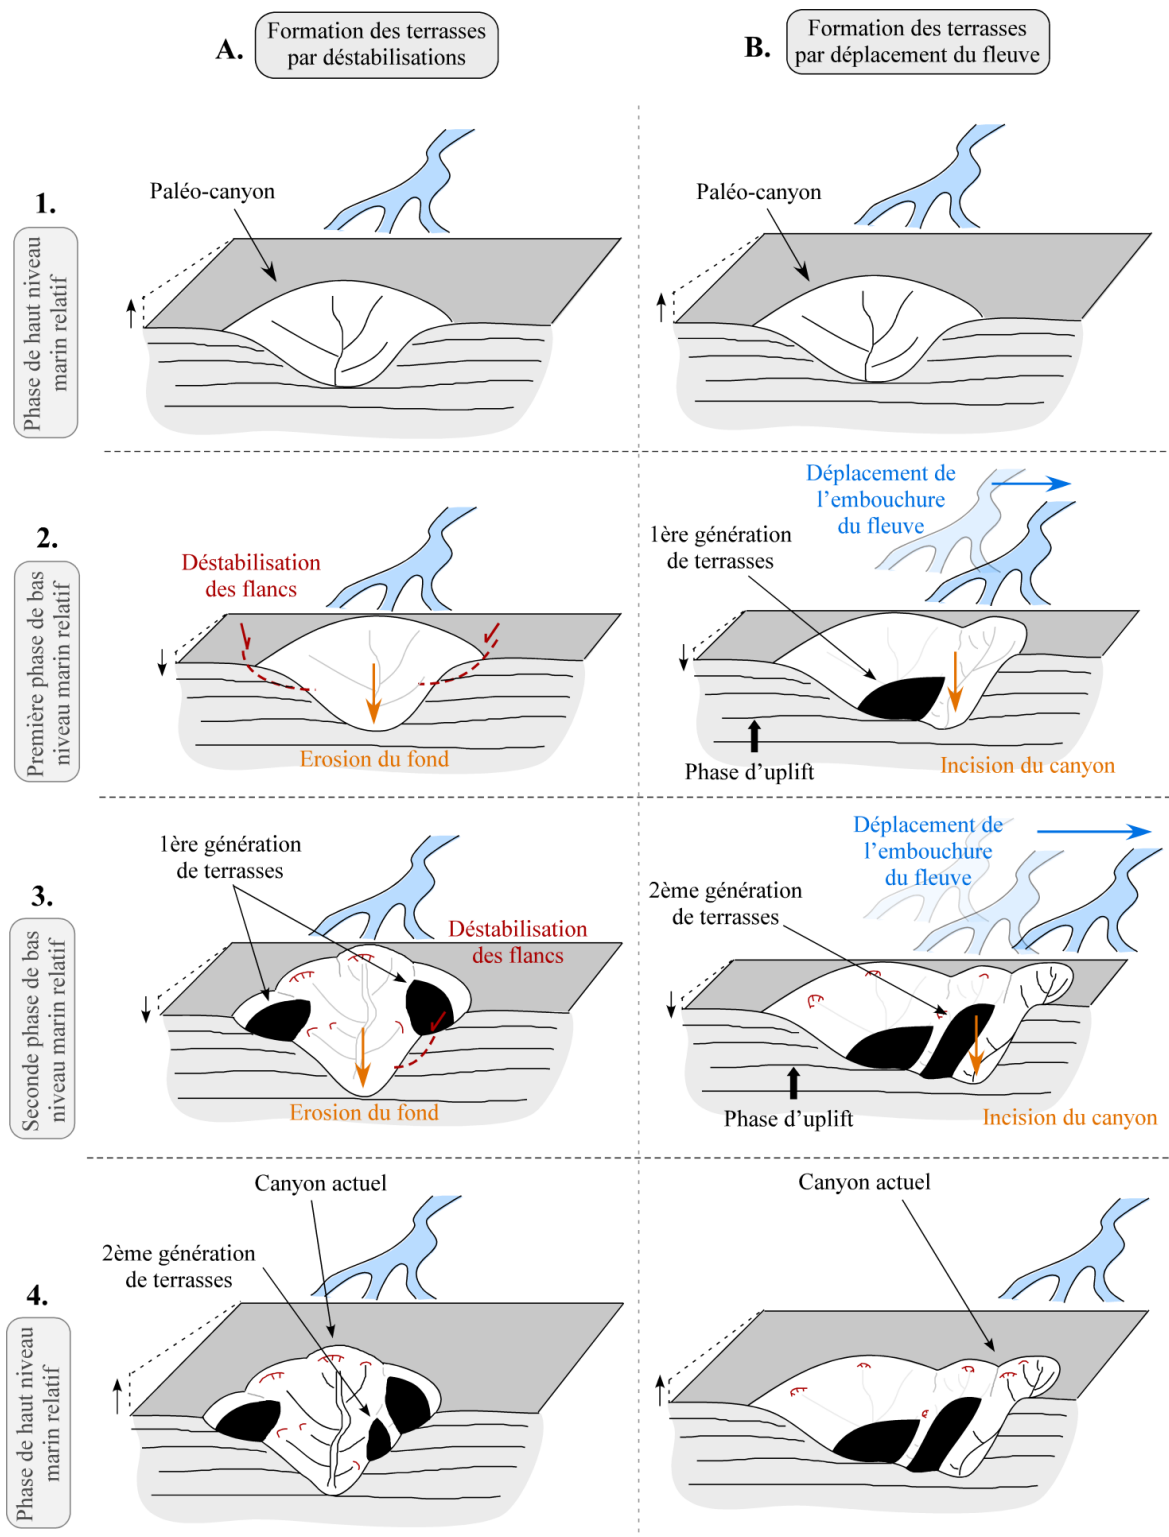 A.
Formation des terrasses
par déstabilisations
B.
Formation des terrasses
par déplacement du fleuve
1.
Phase de haut niveau
marin relatif
Paléo-canyon
Paléo-canyon
2.
Première phase de bas
niveau marin relatif
Déstabilisation
des flancs
Erosion du fond
Déplacement de
l'embouchure
du fleuve
1ère génération
de terrasses
Phase d'uplift
Incision du canyon
3.
Seconde phase de bas
niveau marin relatif
1ère génération
de terrasses
Déstabilisation
des flancs
Erosion du fond
Déplacement de
l'embouchure
du fleuve
2ème génération
de terrasses
Phase d'uplift
Incision du canyon
4.
Phase de haut niveau
marin relatif
Canyon actuel
2ème génération
de terrasses
Canyon actuel